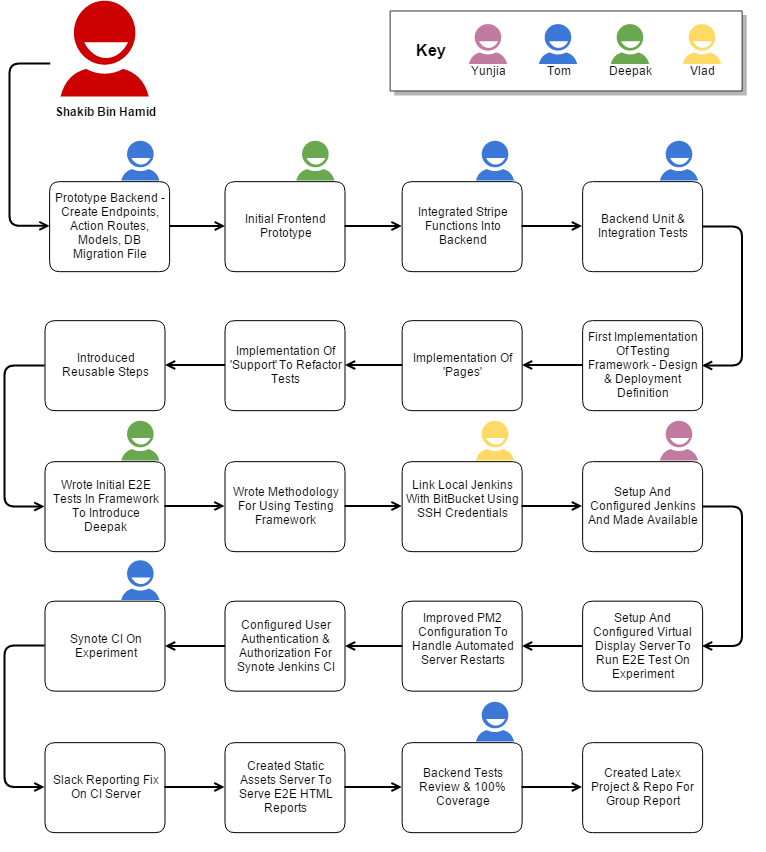 Key
Yunjia
Tom
Deepak
Vlad
Shakib Bin Hamid
Prototype Backend -
Create Endpoints,
Action Routes,
Models, DB
Migration File
Initial Frontend
Prototype
Integrated Stripe
Functions Into
Backend
Backend Unit &
Integration Tests
First Implementation
Of Testing
Framework - Design
& Deployment
Definition
Implementation Of
'Pages'
Implementation Of
'Support' To Refactor
Tests
Introduced
Reusable Steps
Wrote Initial E2E
Tests In Framework
To Introduce
Deepak
Wrote Methodology
For Using Testing
Framework
Link Local Jenkins
With BitBucket Using
SSH Credentials
Setup And
Configured Jenkins
And Made Available
Setup And
Configured Virtual
Display Server To
Run E2E Test On
Experiment
Improved PM2
Configuration To
Handle Automated
Server Restarts
Configured User
Authentication &
Authorization For
Synote Jenkins CI
Synote CI On
Experiment
Slack Reporting Fix
On CI Server
Created Static
Assets Server To
Serve E2E HTML
Reports
Backend Tests
Review & 100%
Coverage
Created Latex
Project & Repo For
Group Report